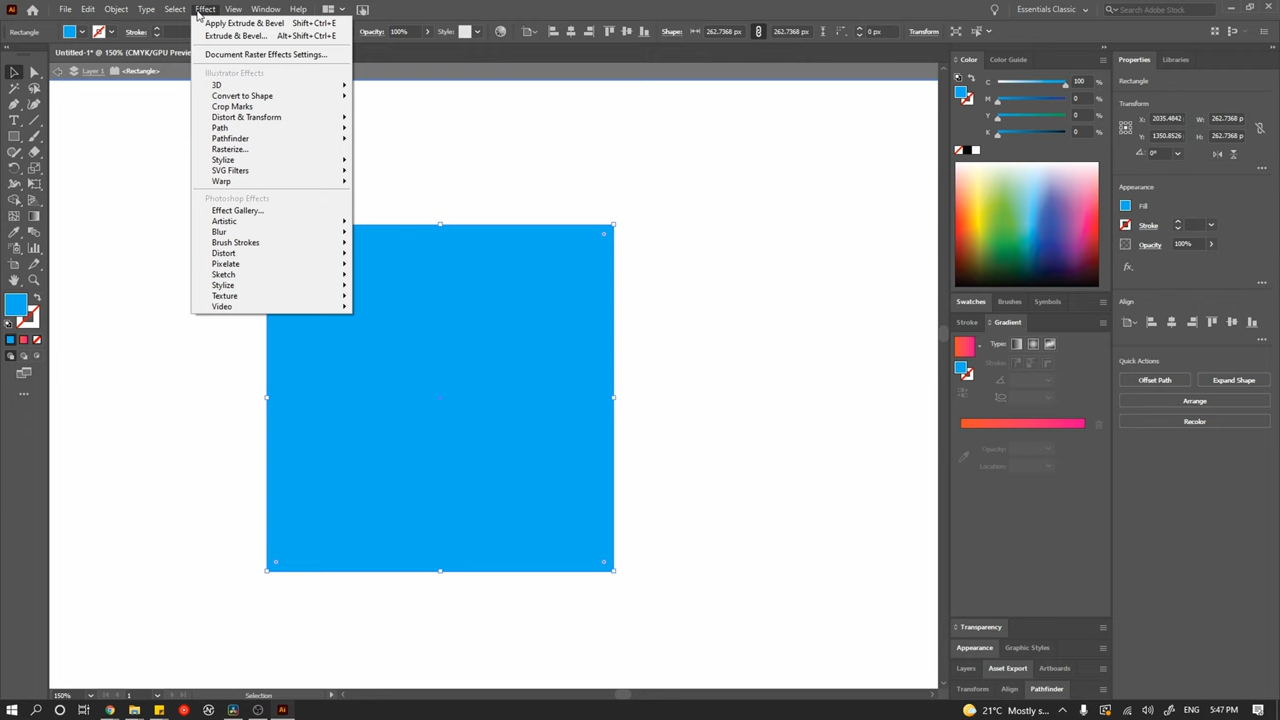 Ai File Edit Object Type Select Effect View Window Help Essentials Classic
Rectangle Stroke: Opacity: 100% Style: Shape: 262.7368 p 262.7368 p 0 px Transform
Untitled-1* @ 150% (CMYK/GPU Previe
Layer 1 <Rectangle>
Apply Extrude & Bevel Shift+Ctrl+E
Extrude & Bevel... Alt+Shift+Ctrl+E
Document Raster Effects Settings...
Illustrator Effects
3D
Convert to Shape
Crop Marks
Distort & Transform
Path
Pathfinder
Rasterize...
Stylize
SVG Filters
Warp
Photoshop Effects
Effect Gallery...
Artistic
Blur
Brush Strokes
Distort
Pixelate
Sketch
Stylize
Texture
Video
Color Color Guide
C 100 %
M 0 %
Y 0 %
K 0 %
Swatches Brushes Symbols
Stroke Gradient
Type:
Stroke:
Opacity:
Location:
Transparency
Appearance Graphic Styles
Layers Asset Export Artboards
Transform Align Pathfinder
Properties Libraries
Rectangle
Transform
X: 2035.4842 W: 262.7368 p
Y: 1350.8526 H: 262.7368 p
0°
Appearance
Fill
Stroke
Opacity 100%
fx.
Align
Quick Actions
Offset Path Expand Shape
Arrange
Recolor
150% 1 Selection
Ai 21°C Mostly s... ENG 5:47 PM